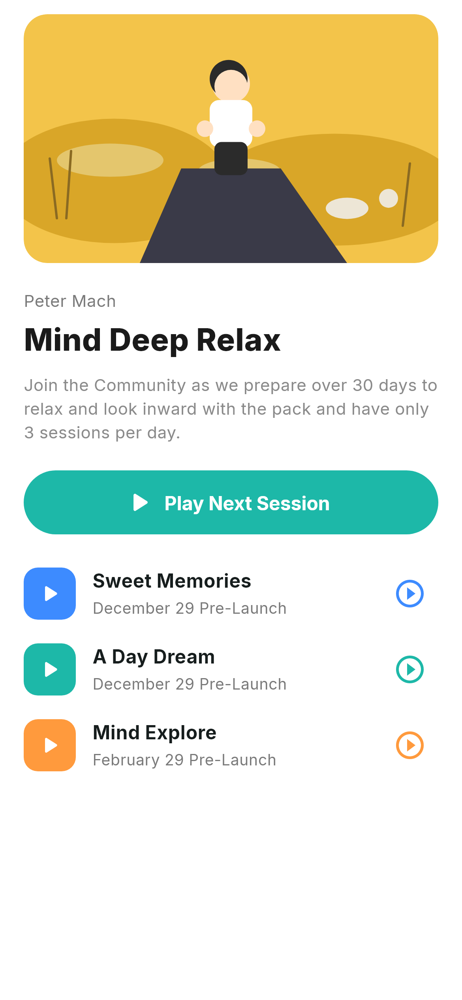 Peter Mach
Mind Deep Relax
Join the Community as we prepare over 30 days to
relax and look inward with the pack and have only
3 sessions per day.
Play Next Session
Sweet Memories
December 29 Pre-Launch
A Day Dream
December 29 Pre-Launch
Mind Explore
February 29 Pre-Launch